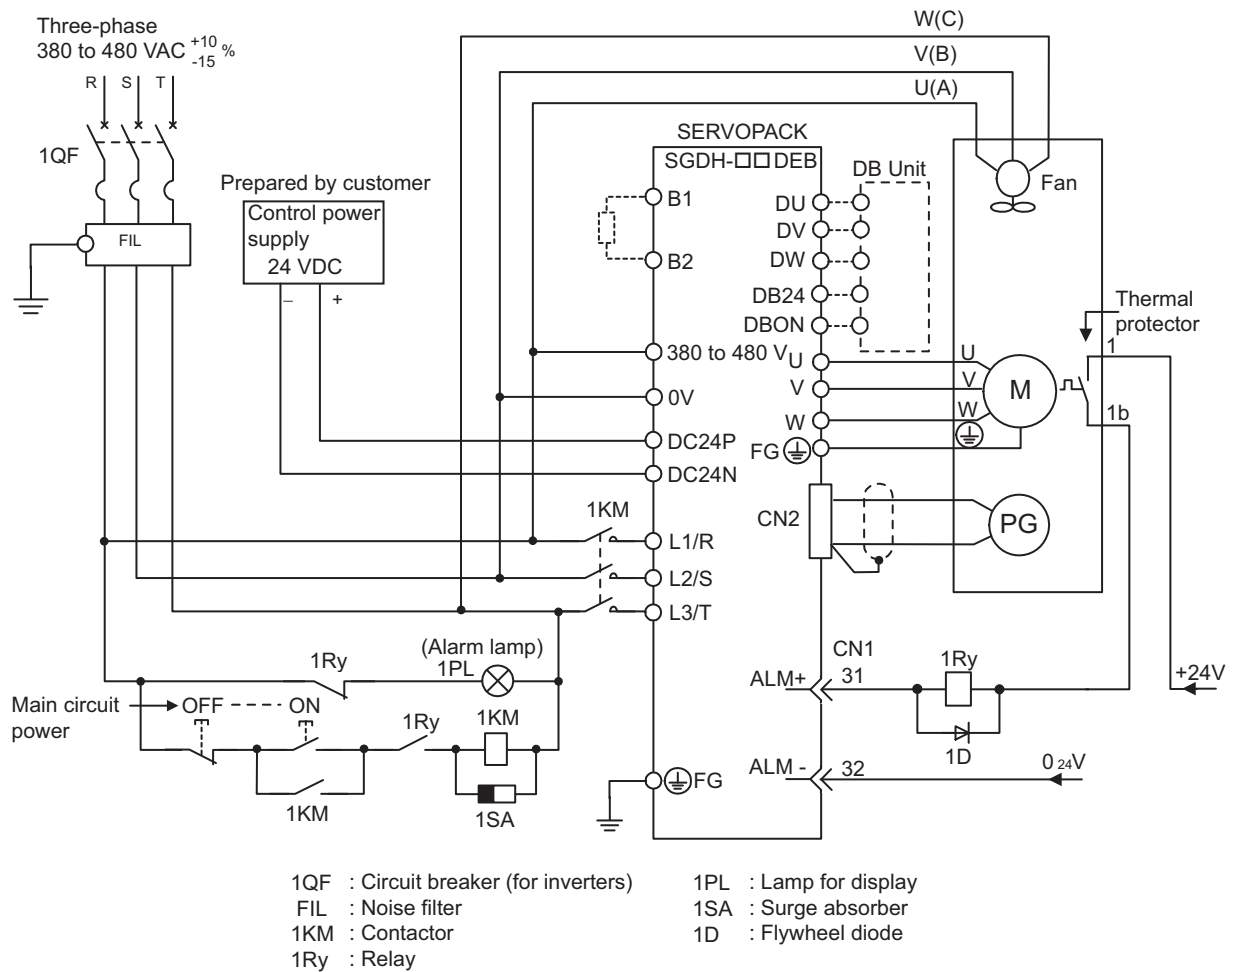 Three-phase
380 to 480 VAC +10 -15 %
R S T
1QF
FIL
Prepared by customer
Control power
supply
24 VDC
– +
W(C)
V(B)
U(A)
SERVOPACK
SGDH-□□DEB
B1
B2
380 to 480 V
0V
DC24P
DC24N
1KM
L1/R
L2/S
L3/T
DU
DV
DW
DB24
DBON
DB Unit
U
V
W
FG
CN2
Fan
U
V
W
M
PG
Thermal
protector
1
1b
(Alarm lamp)
1Ry
1PL
Main circuit
power
OFF ON
1Ry
1KM
1KM
1SA
FG
CN1
ALM+ 31
1Ry
+24V
1D
ALM - 32
0 24V
1QF : Circuit breaker (for inverters)
FIL : Noise filter
1KM : Contactor
1Ry : Relay
1PL : Lamp for display
1SA : Surge absorber
1D : Flywheel diode